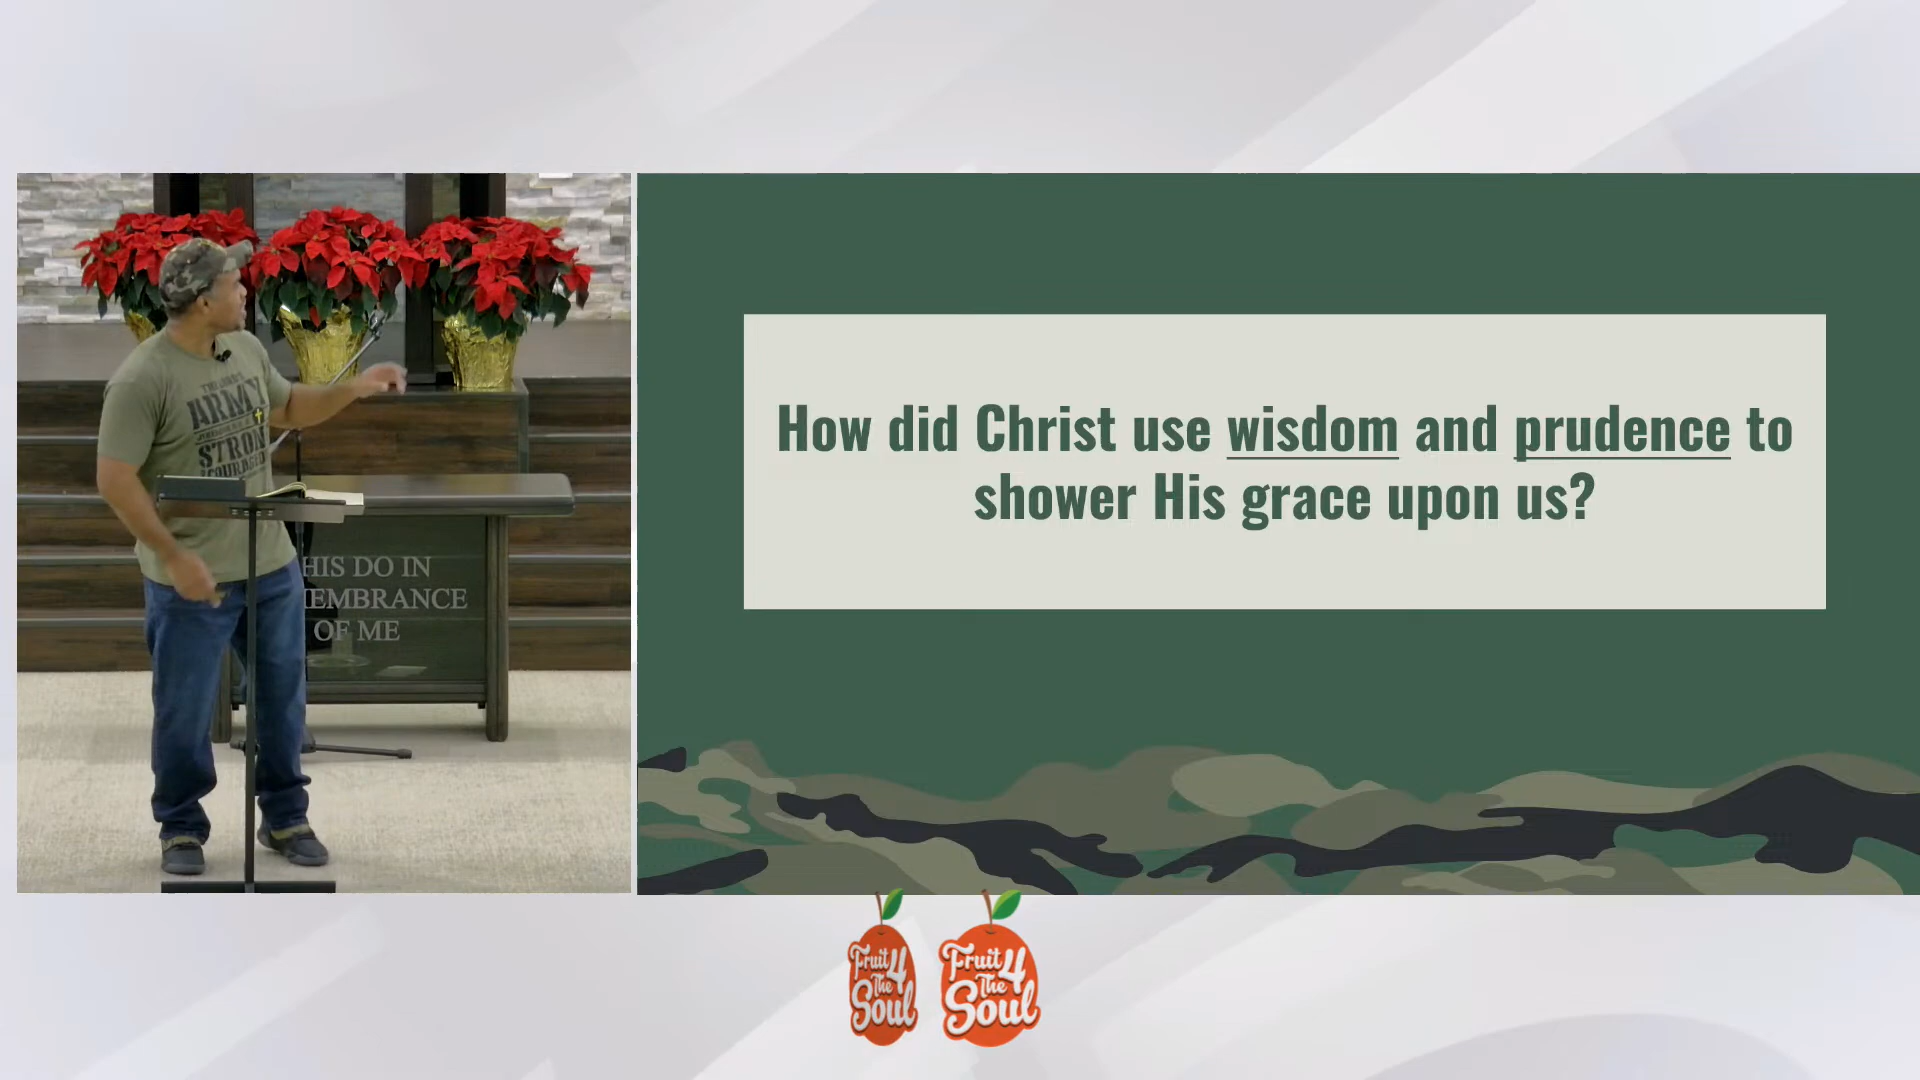 ARMY
STRONG
HIS DO IN
EMBRANCE
OF ME
How did Christ use wisdom and prudence to
shower His grace upon us?
Fruit 4
The
Soul
Fruit 4
The
Soul